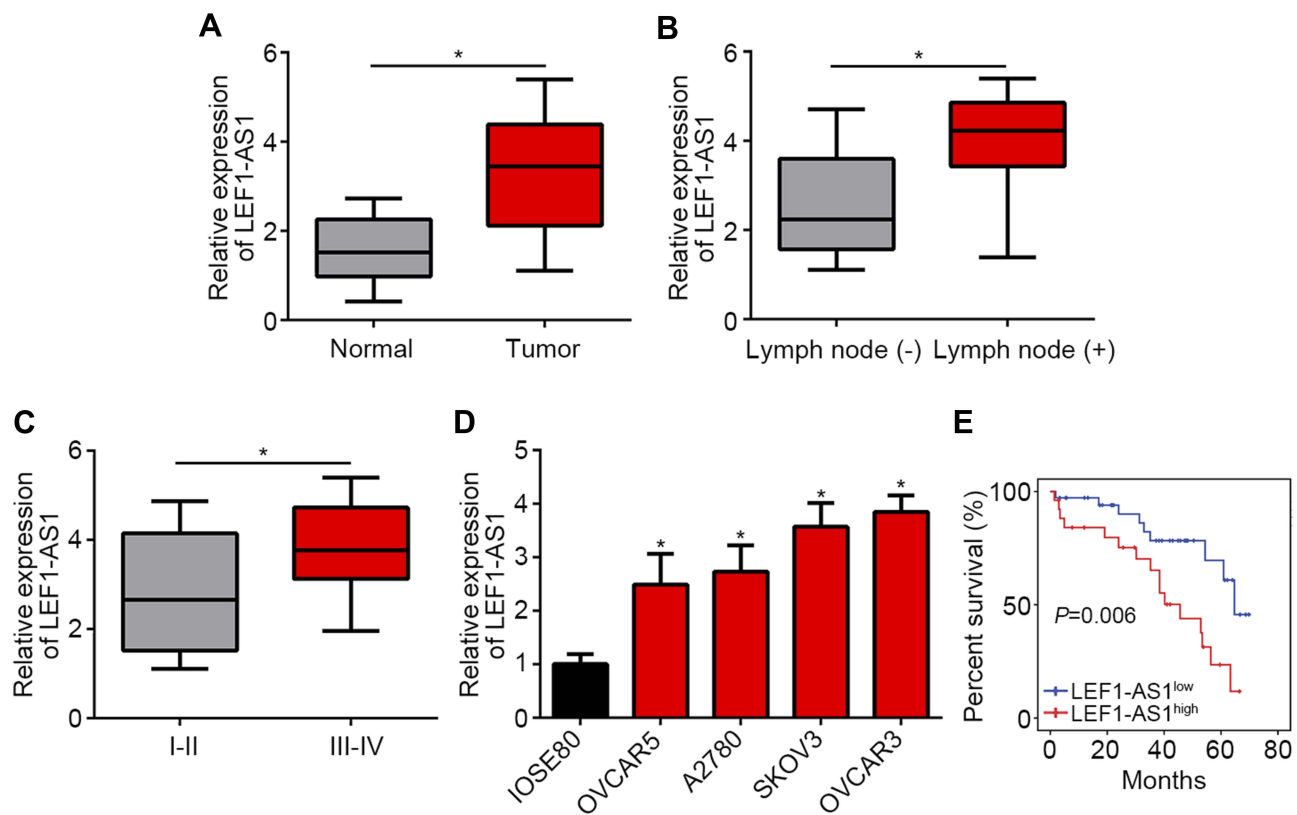 A
Relative expression
of LEF1-AS1
6
4
2
0
*
Normal
Tumor
B
Relative expression
of LEF1-AS1
6
4
2
0
*
Lymph node (-)
Lymph node (+)
C
Relative expression
of LEF1-AS1
6
4
2
0
*
I-II
III-IV
D
Relative expression
of LEF1-AS1
5
4
3
2
1
0
*
*
*
*
IOSE80
OVCAR5
A2780
SKOV3
OVCAR3
E
Percent survival (%)
100
50
0
P=0.006
LEF1-AS1low
LEF1-AS1high
0
20
40
60
80
Months